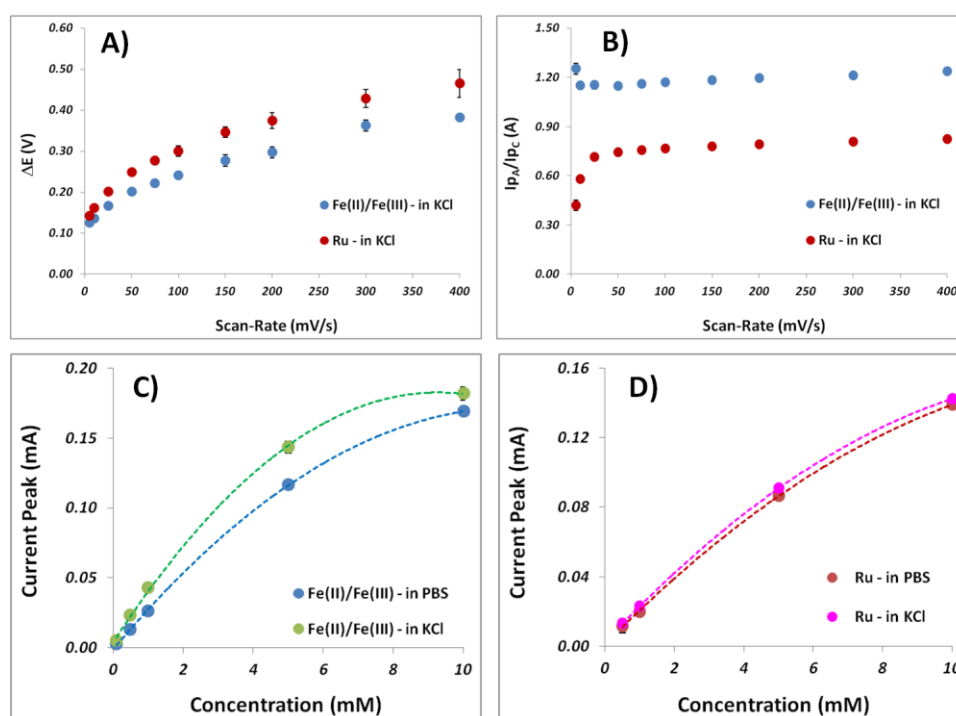 A)
0.60
0.50
0.40
0.30
0.20
0.10
0.00
ΔE (V)
Fe(II)/Fe(III) - in KCl
Ru - in KCl
0 50 100 150 200 250 300 350 400
Scan-Rate (mV/s)
B)
1.50
1.20
0.90
0.60
0.30
0.00
IpA/IpC (A)
Fe(II)/Fe(III) - in KCl
Ru - in KCl
0 50 100 150 200 250 300 350 400
Scan-Rate (mV/s)
C)
0.20
0.15
0.10
0.05
0.00
Current Peak (mA)
Fe(II)/Fe(III) - in PBS
Fe(II)/Fe(III) - in KCl
0 2 4 6 8 10
Concentration (mM)
D)
0.16
0.12
0.08
0.04
0.00
Current Peak (mA)
Ru - in PBS
Ru - in KCl
0 2 4 6 8 10
Concentration (mM)